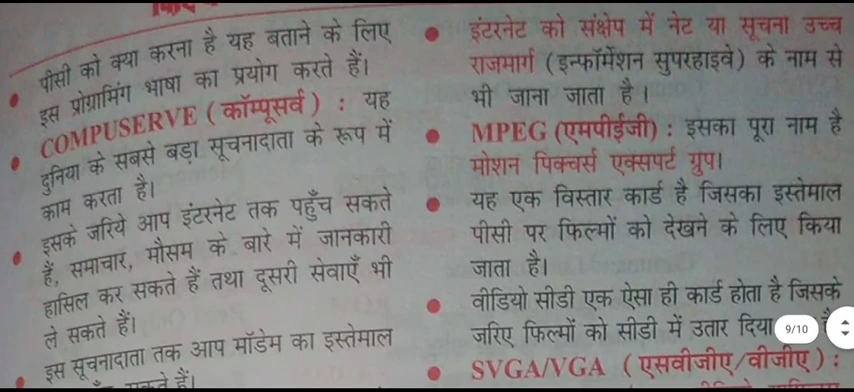 पीसी को क्या करना है यह बताने के लिए
इस प्रोग्रामिंग भाषा का प्रयोग करते हैं।
COMPUSERVE (कॉम्पूसर्व) : यह
दुनिया के सबसे बड़ा सूचनादाता के रूप में
काम करता है।
इसके जरिये आप इंटरनेट तक पहुँच सकते
हैं, समाचार, मौसम के बारे में जानकारी
हासिल कर सकते हैं तथा दूसरी सेवाएँ भी
ले सकते हैं।
इस सूचनादाता तक आप मॉडेम का इस्तेमाल
सकते हैं।
इंटरनेट को संक्षेप में नेट या सूचना उच्च
राजमार्ग (इन्फॉर्मेशन सुपरहाइवे) के नाम से
भी जाना जाता है।
MPEG (एमपीईजी) : इसका पूरा नाम है
मोशन पिक्चर्स एक्सपर्ट ग्रुप।
यह एक विस्तार कार्ड है जिसका इस्तेमाल
पीसी पर फिल्मों को देखने के लिए किया
जाता है।
वीडियो सीडी एक ऐसा ही कार्ड होता है जिसके
जरिए फिल्मों को सीडी में उतार दिया
9/10
SVGA/VGA (एसवीजीए/वीजीए) :